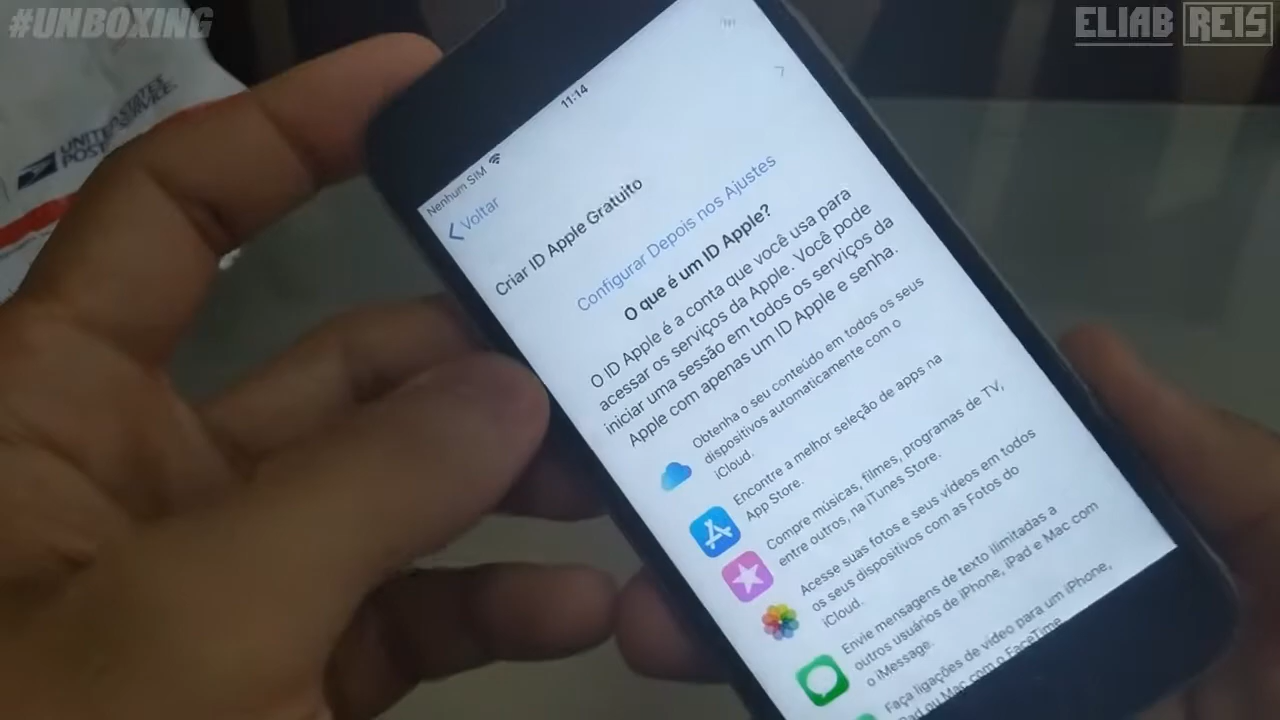 #UNBOXING
ELIAB REIS
UNITED STATES
POSTAL SERVICE.
11:14
Nenhum SIM
Voltar
Criar ID Apple Gratuito
Configurar Depois nos Ajustes
O que é um ID Apple?
O ID Apple é a conta que você usa para
acessar os serviços da Apple. Você pode
iniciar uma sessão em todos os serviços da
Apple com apenas um ID Apple e senha.
Obtenha o seu conteúdo em todos os seus
dispositivos automaticamente com o
iCloud.
Encontre a melhor seleção de apps na
App Store.
Compre músicas, filmes, programas de TV,
entre outros, na iTunes Store.
Acesse suas fotos e seus vídeos em todos
os seus dispositivos com as Fotos do
iCloud.
Envie mensagens de texto ilimitadas a
outros usuários de iPhone, iPad e Mac com
o iMessage.
Faça ligações de vídeo para um iPhone,
iPad ou Mac com o FaceTime.